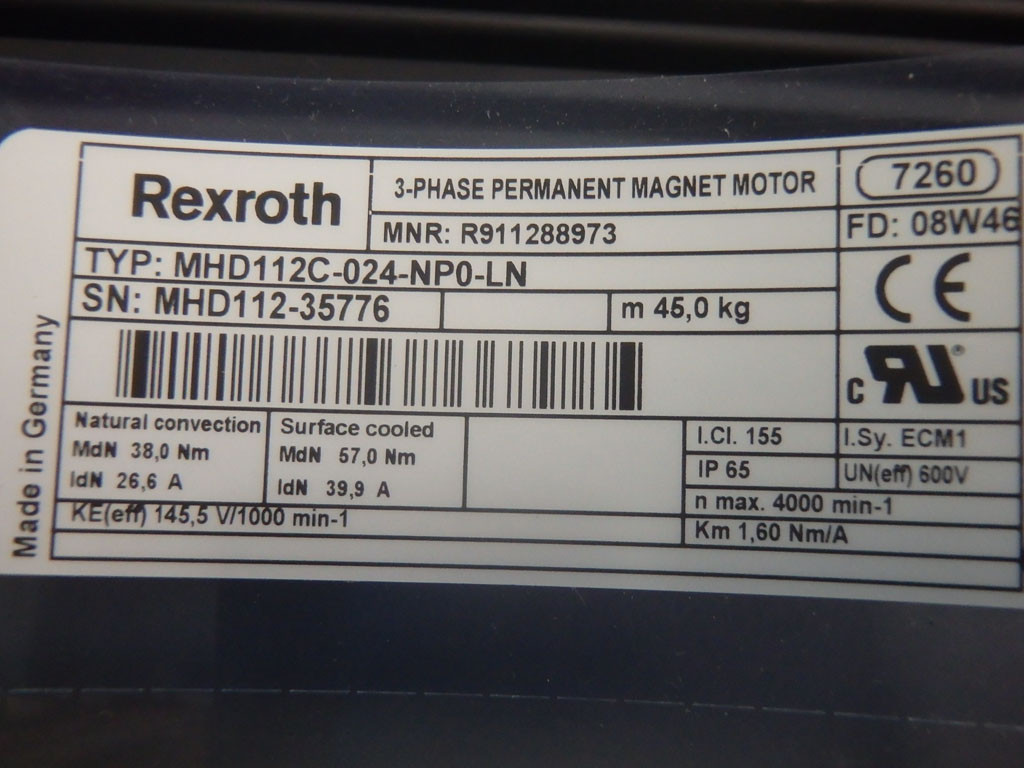 Rexroth
3-PHASE PERMANENT MAGNET MOTOR
7260
MNR: R911288973
FD: 08W46
TYP: MHD112C-024-NP0-LN
SN: MHD112-35776
m 45,0 kg
CE
c RU® US
Made in Germany
Natural convection
MdN 38,0 Nm
IdN 26,6 A
Surface cooled
MdN 57,0 Nm
IdN 39,9 A
I.Cl. 155
I.Sy. ECM1
IP 65
UN(eff) 600V
n max. 4000 min-1
KE(eff) 145,5 V/1000 min-1
Km 1,60 Nm/A